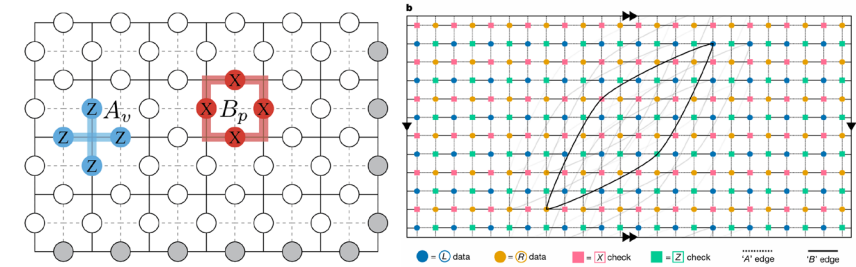 b
X
Z A_v
X B_p X
Z Z
X
Z
= L data
= R data
= X check
= Z check
'A' edge
'B' edge